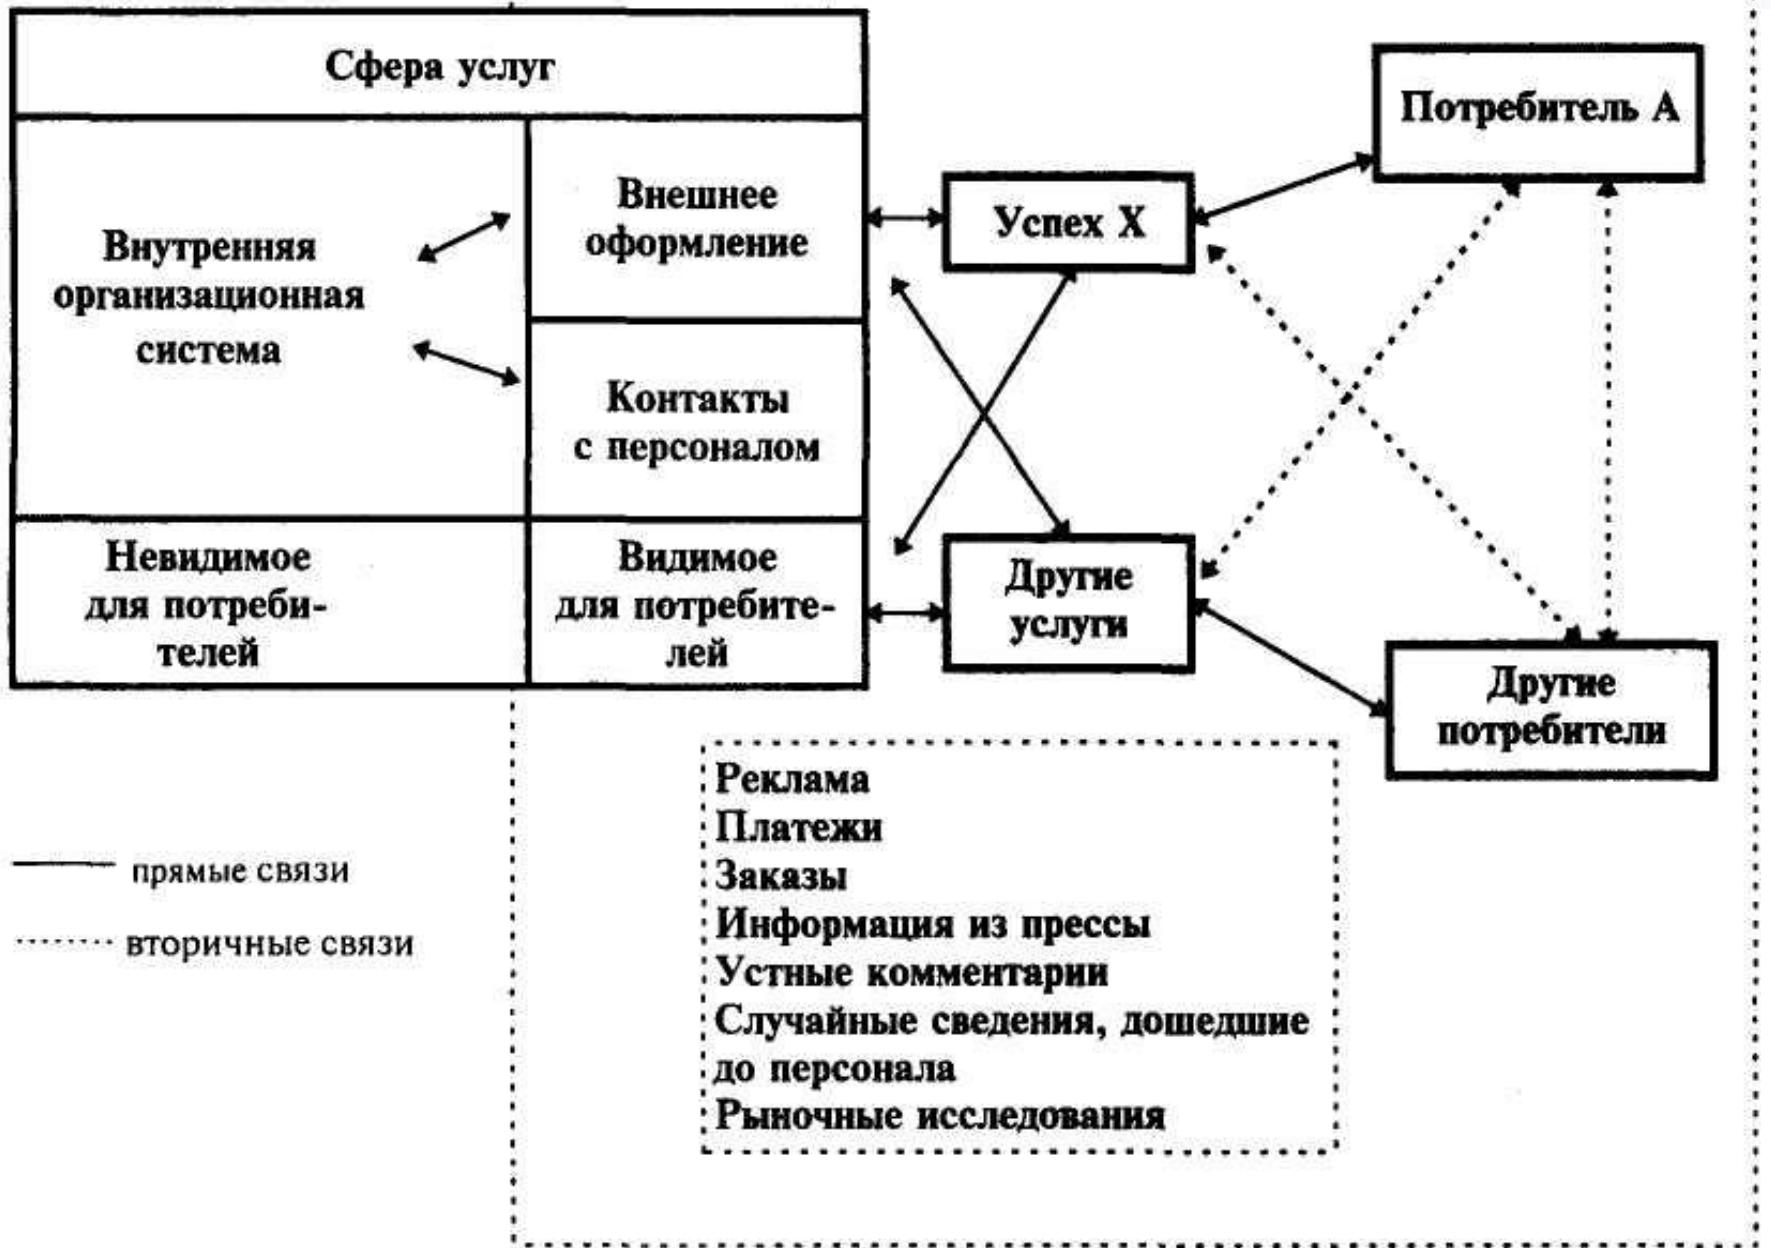 Сфера услуг
Внутренняя
организационная
система
Внешнее
оформление
Контакты
с персоналом
Невидимое
для потреби-
телей
Видимое
для потребите-
лей
Успех X
Потребитель А
Другие
услуги
Другие
потребители
Реклама
Платежи
Заказы
Информация из прессы
Устные комментарии
Случайные сведения, дошедшие
до персонала
Рыночные исследования
прямые связи
вторичные связи